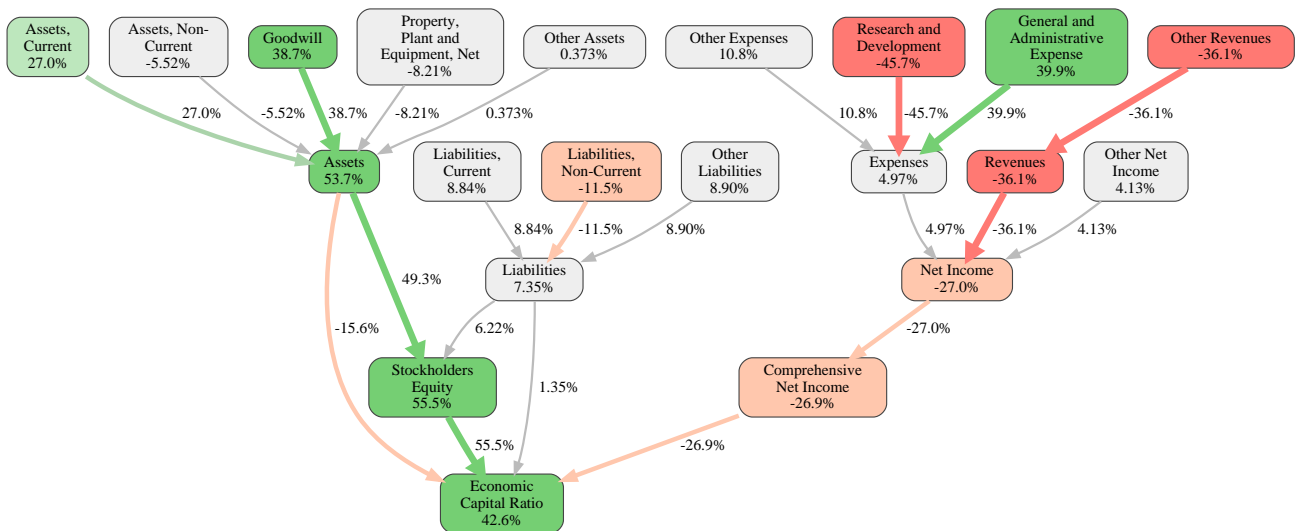 Assets,
Current
27.0%
Assets, Non-
Current
-5.52%
Goodwill
38.7%
Property,
Plant and
Equipment, Net
-8.21%
Other Assets
0.373%
Other Expenses
10.8%
Research and
Development
-45.7%
General and
Administrative
Expense
39.9%
Other Revenues
-36.1%
27.0%
-5.52%
38.7%
-8.21%
0.373%
10.8%
-45.7%
39.9%
-36.1%
Assets
53.7%
Liabilities,
Current
8.84%
Liabilities,
Non-Current
-11.5%
Other
Liabilities
8.90%
Expenses
4.97%
Revenues
-36.1%
Other Net
Income
4.13%
8.84%
-11.5%
8.90%
4.97%
-36.1%
4.13%
Liabilities
7.35%
Net Income
-27.0%
49.3%
-15.6%
6.22%
-27.0%
Stockholders
Equity
55.5%
1.35%
Comprehensive
Net Income
-26.9%
55.5%
-26.9%
Economic
Capital Ratio
42.6%